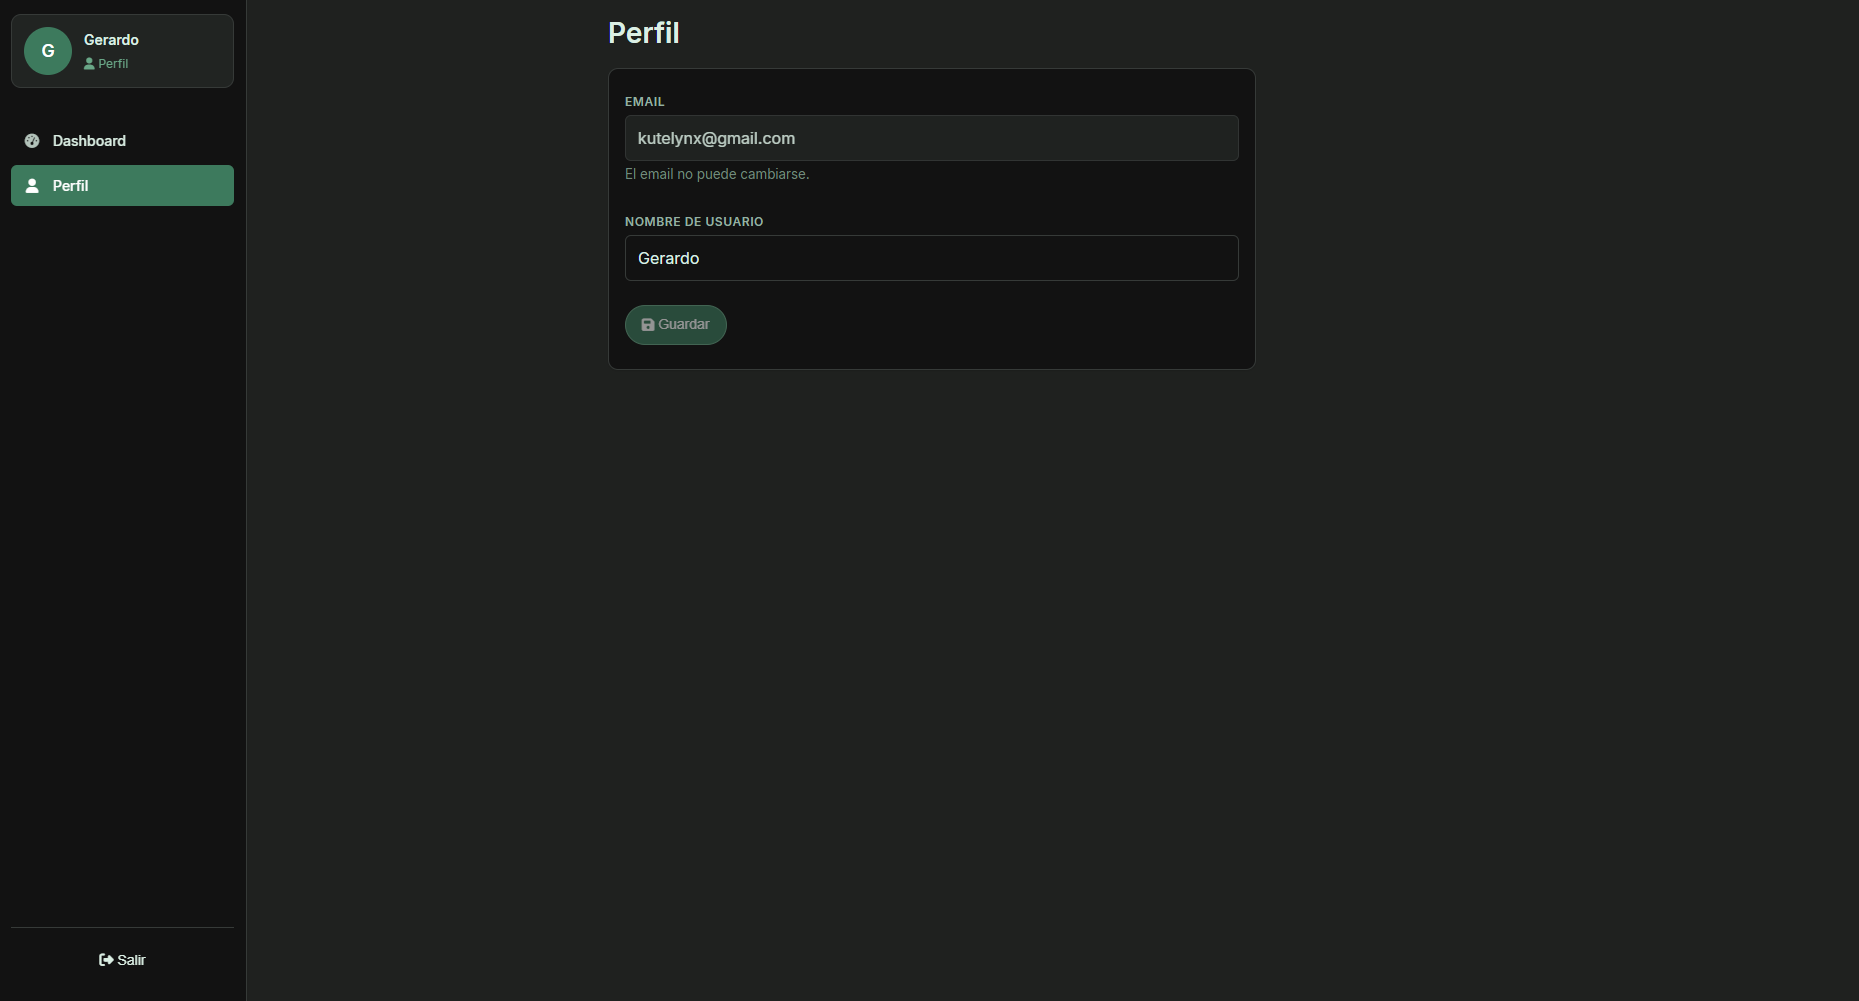 G
Gerardo
Perfil
Dashboard
Perfil
Salir
Perfil
EMAIL
kutelynx@gmail.com
El email no puede cambiarse.
NOMBRE DE USUARIO
Gerardo
Guardar